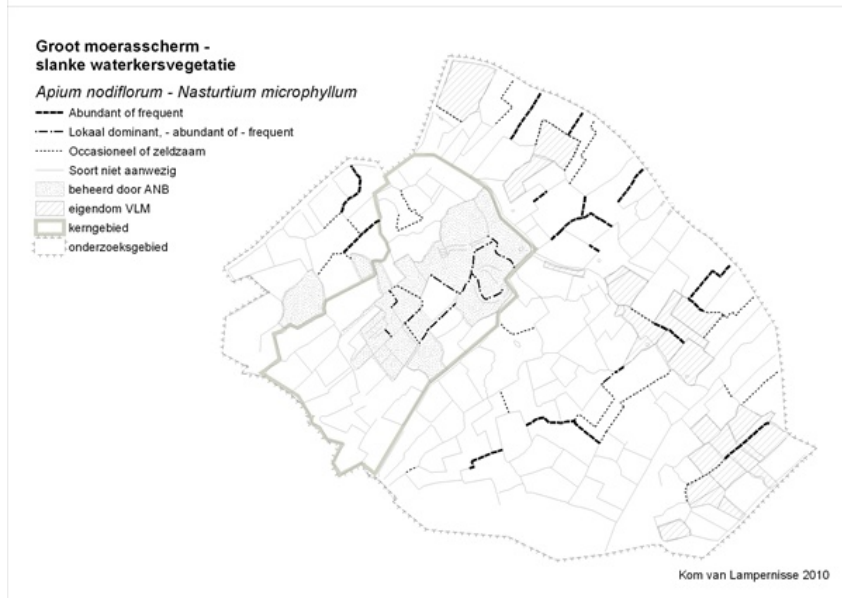 Groot moerasscherm -
slanke waterkersvegetatie
Apium nodiflorum - Nasturtium microphyllum
Abundant of frequent
Lokaal dominant, - abundant of - frequent
Occasioneel of zeldzaam
Soort niet aanwezig
beheerd door ANB
eigendom VLM
kerngebied
onderzoeksgebied
Kom van Lampernisse 2010